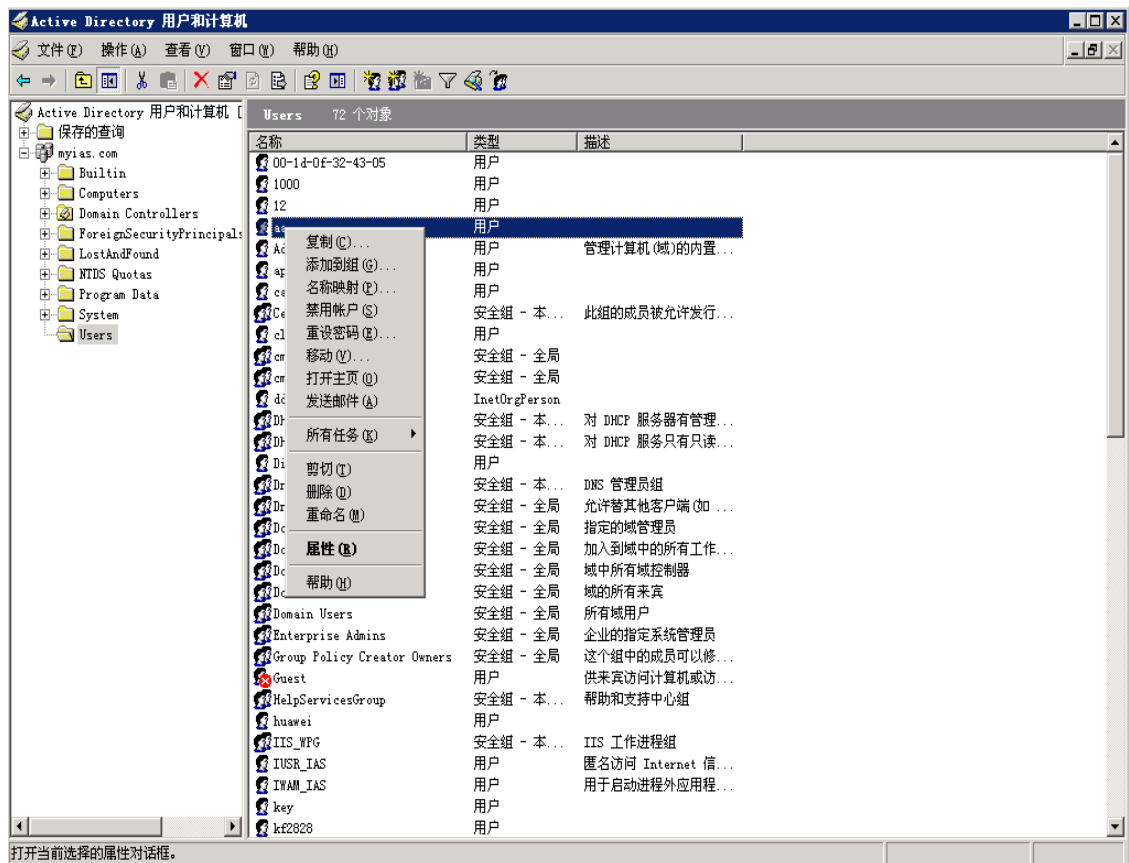 Active Directory 用户和计算机
文件(F) 操作(A) 查看(V) 窗口(W) 帮助(H)
Active Directory 用户和计算机 [
保存的查询
myias.com
Builtin
Computers
Domain Controllers
ForeignSecurityPrincipals
LostAndFound
NTDS Quotas
Program Data
System
Users
Users 72 个对象
名称 类型 描述
00-1d-0f-32-43-05 用户
1000 用户
12 用户
用户
用户 管理计算机(域)的内置...
用户
用户
安全组 - 本... 此组的成员被允许发行...
用户
安全组 - 全局
安全组 - 全局
InetOrgPerson
安全组 - 本... 对 DHCP 服务器有管理...
安全组 - 本... 对 DHCP 服务只有只读...
用户
安全组 - 本... DNS 管理员组
安全组 - 全局 允许替其他客户端(如 ...
安全组 - 全局 指定的域管理员
安全组 - 全局 加入到域中的所有工作...
安全组 - 全局 域中所有域控制器
安全组 - 全局 域的所有来宾
Domain Users 安全组 - 全局 所有域用户
Enterprise Admins 安全组 - 全局 企业的指定系统管理员
Group Policy Creator Owners 安全组 - 全局 这个组中的成员可以修...
Guest 用户 供来宾访问计算机或访...
HelpServicesGroup 安全组 - 本... 帮助和支持中心组
huawei 用户
IIS_WPG 安全组 - 本... IIS 工作进程组
IUSR_IAS 用户 匿名访问 Internet 信...
IWAM_IAS 用户 用于启动进程外应用程...
key 用户
kf2828 用户
复制(C)...
添加到组(G)...
名称映射(P)...
禁用帐户(S)
重设密码(E)...
移动(V)...
打开主页(O)
发送邮件(A)
所有任务(K)
剪切(T)
删除(D)
重命名(M)
属性(R)
帮助(H)
打开当前选择的属性对话框。